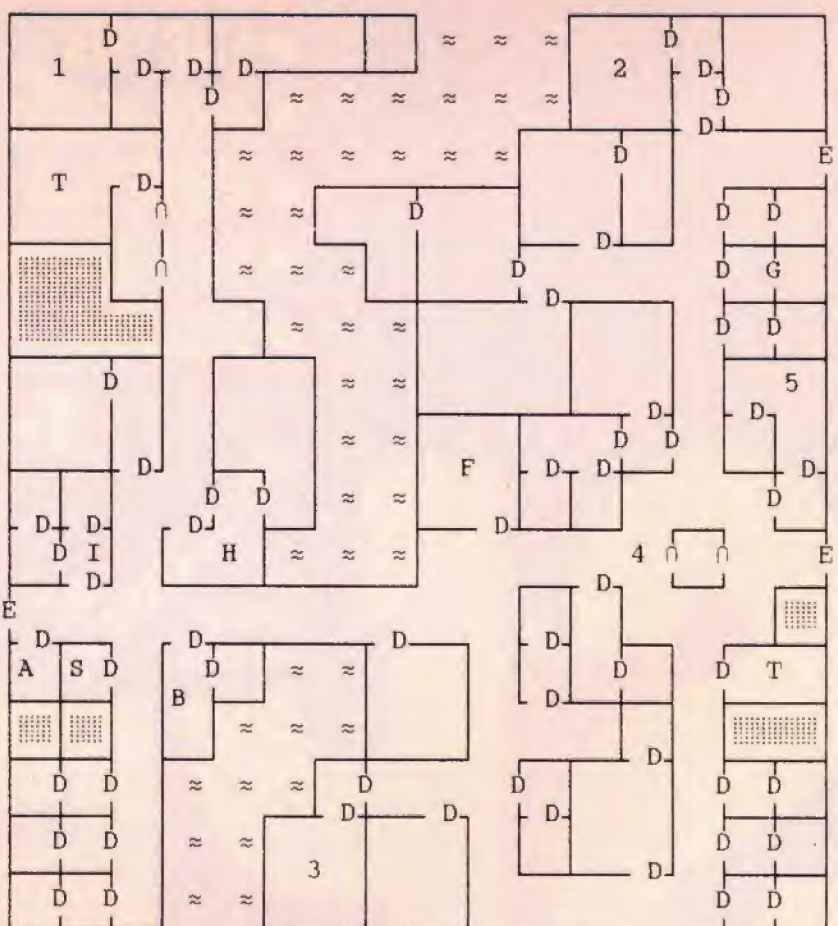 D ≈ ≈ ≈ D
1 D D D 2 D
D ≈ ≈ ≈ ≈ ≈ ≈ D
D
≈ ≈ ≈ ≈ ≈ ≈ D E
T D
∩ ≈ ≈ D D D
D
∩ ≈ ≈ D D G
D
≈ ≈ ≈ D D
D ≈ ≈ 5
D D
≈ ≈ D D
D F D D D
D D ≈ ≈ D
D D D D
D I H ≈ ≈ ≈ 4 ∩ ∩ E
D D
E
D D D D
A S D D ≈ ≈ D D T
B D
≈ ≈ ≈
D
D D ≈ ≈ ≈ D D D D
D D D
D D ≈ ≈ D D
3 D
D D ≈ ≈ D D